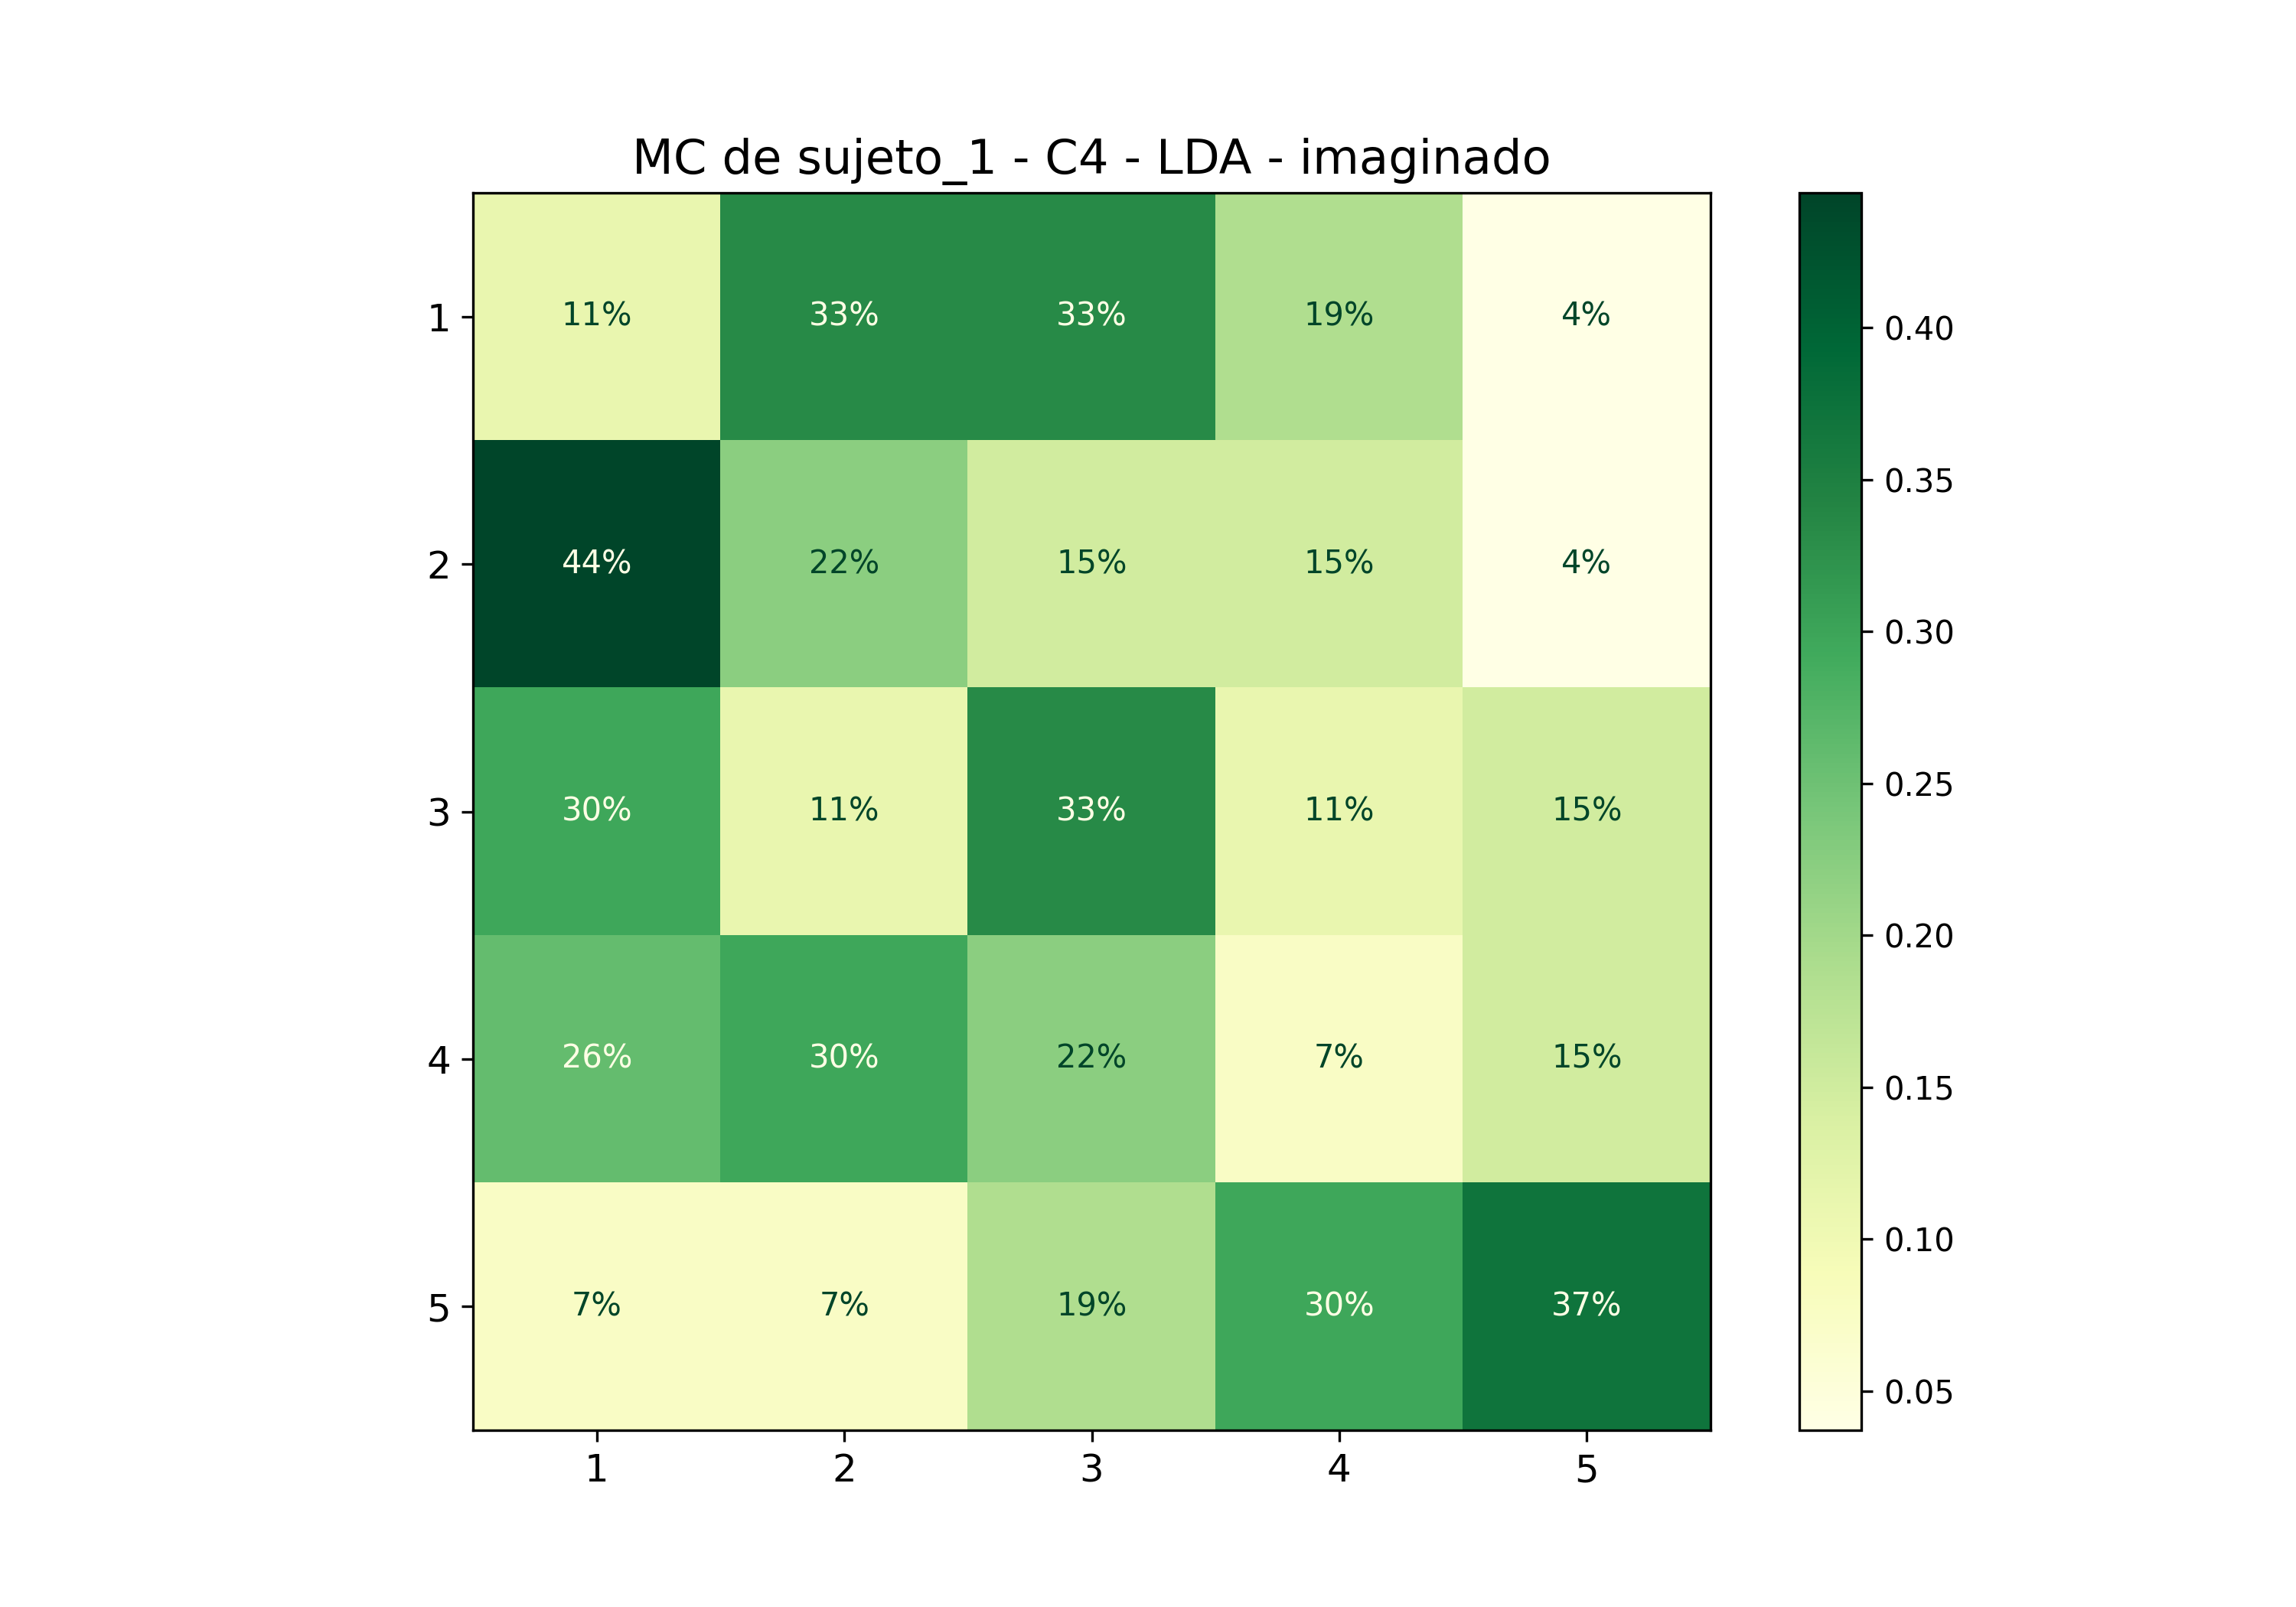 MC de sujeto_1 - C4 - LDA - imaginado
1 11% 33% 33% 19% 4%
2 44% 22% 15% 15% 4%
3 30% 11% 33% 11% 15%
4 26% 30% 22% 7% 15%
5 7% 7% 19% 30% 37%
1 2 3 4 5
0.40
0.35
0.30
0.25
0.20
0.15
0.10
0.05